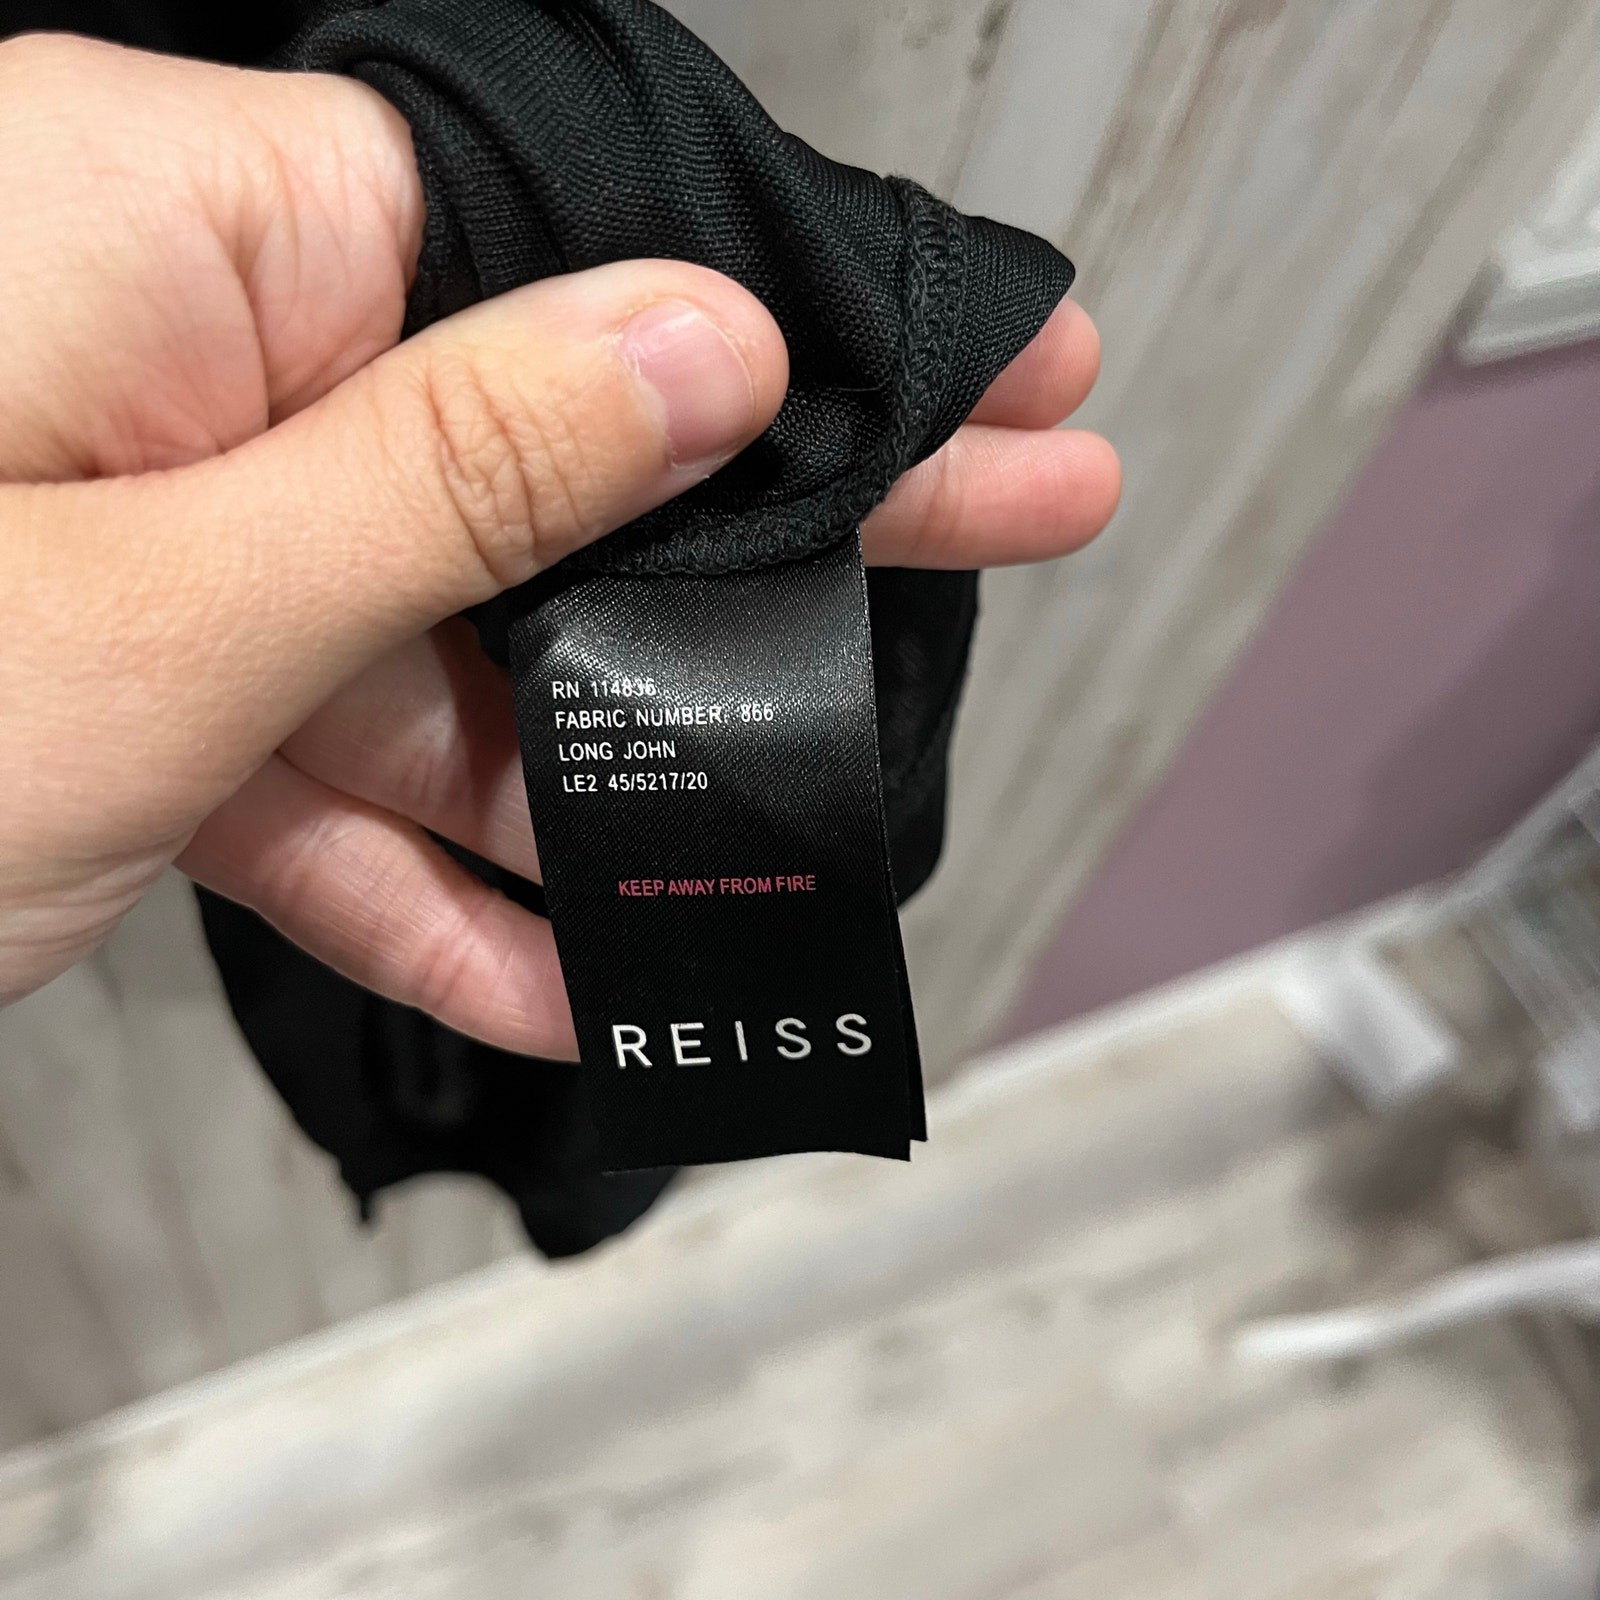 RN 114836
FABRIC NUMBER: 866
LONG JOHN
LE2 45/5217/20
KEEP AWAY FROM FIRE
REISS